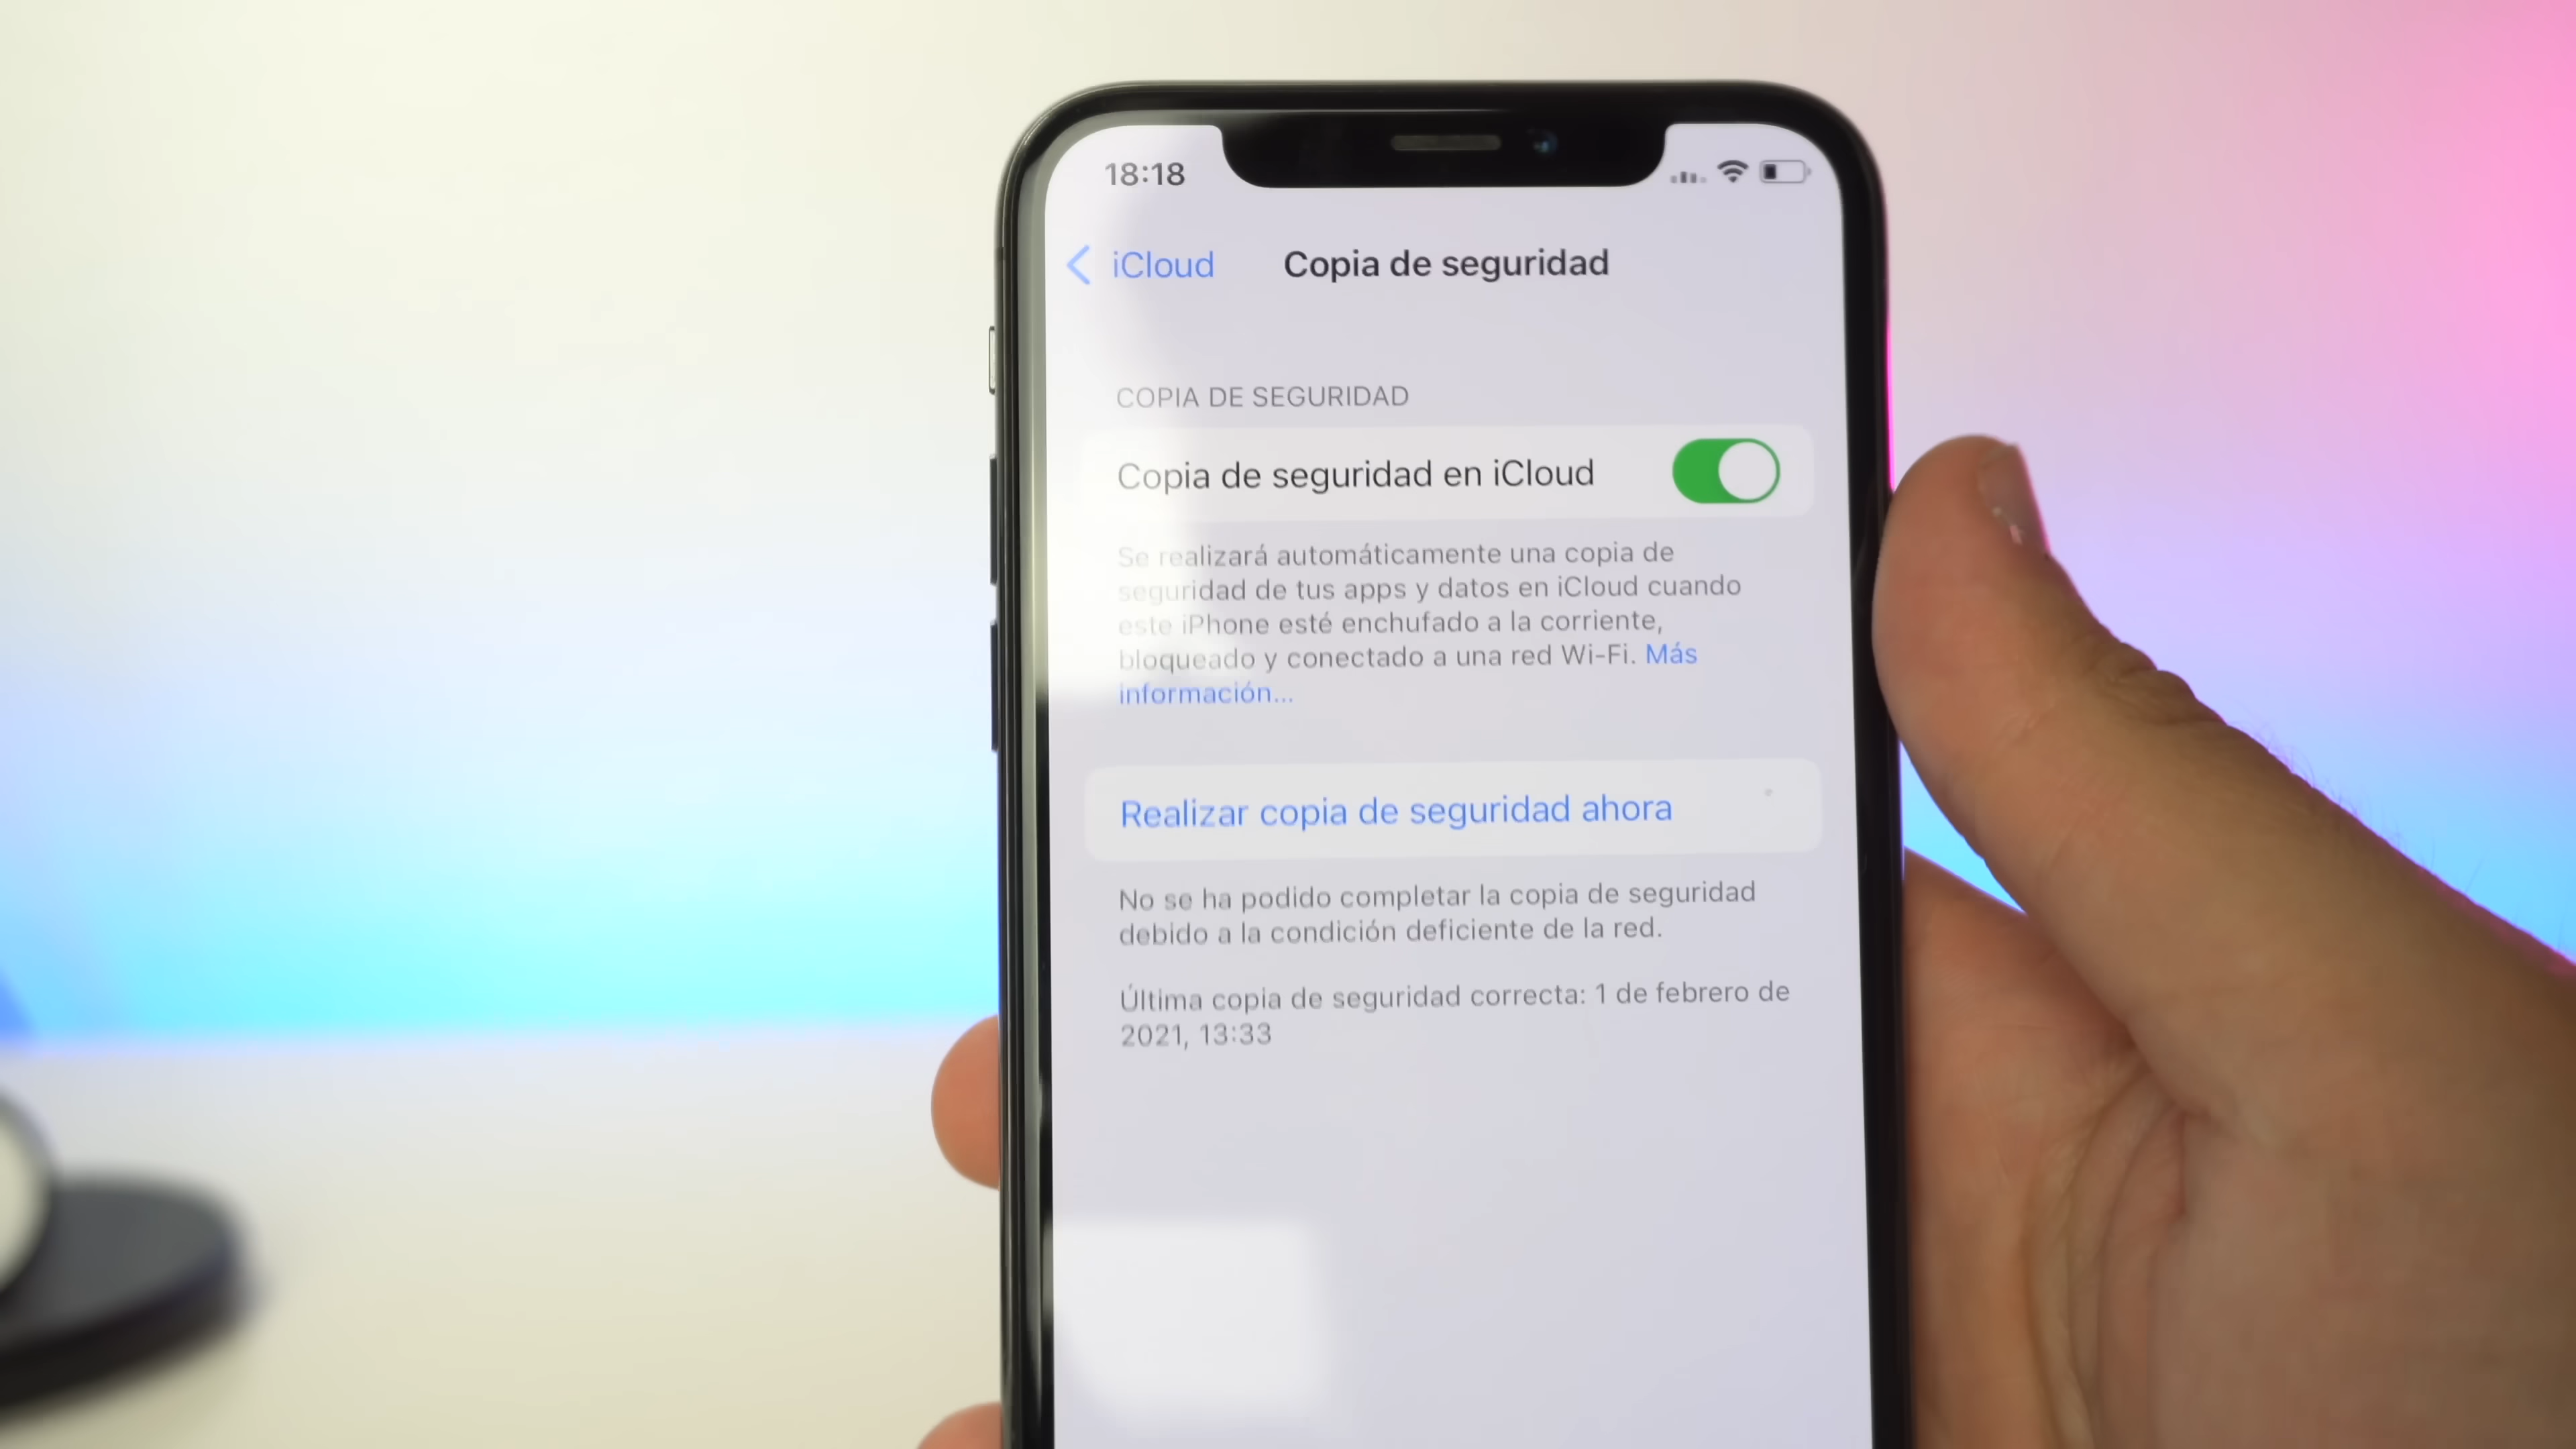 18:18
iCloud
Copia de seguridad
COPIA DE SEGURIDAD
Copia de seguridad en iCloud
Se realizará automáticamente una copia de
seguridad de tus apps y datos en iCloud cuando
este iPhone esté enchufado a la corriente,
bloqueado y conectado a una red Wi-Fi. Más
información...
Realizar copia de seguridad ahora
No se ha podido completar la copia de seguridad
debido a la condición deficiente de la red.
Última copia de seguridad correcta: 1 de febrero de
2021, 13:33